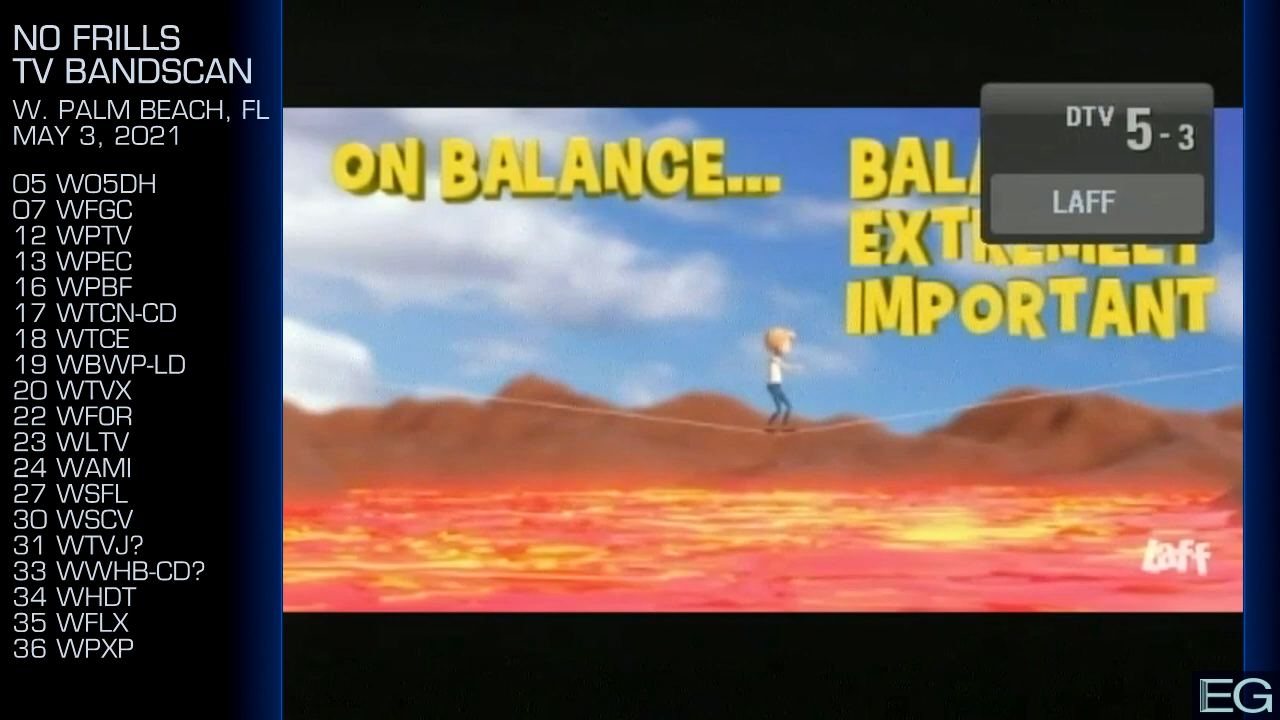 NO FRILLS
TV BANDSCAN
W. PALM BEACH, FL
MAY 3, 2021
05 W05DH
07 WFGC
12 WPTV
13 WPEC
16 WPBF
17 WTCN-CD
18 WTCE
19 WBWP-LD
20 WTVX
22 WFOR
23 WLTV
24 WAMI
27 WSFL
30 WSCV
31 WTVJ?
33 WWHB-CD?
34 WHDT
35 WFLX
36 WPXP
ON BALANCE...
IMPORTANT
DTV 5-3
LAFF
Laff
EG